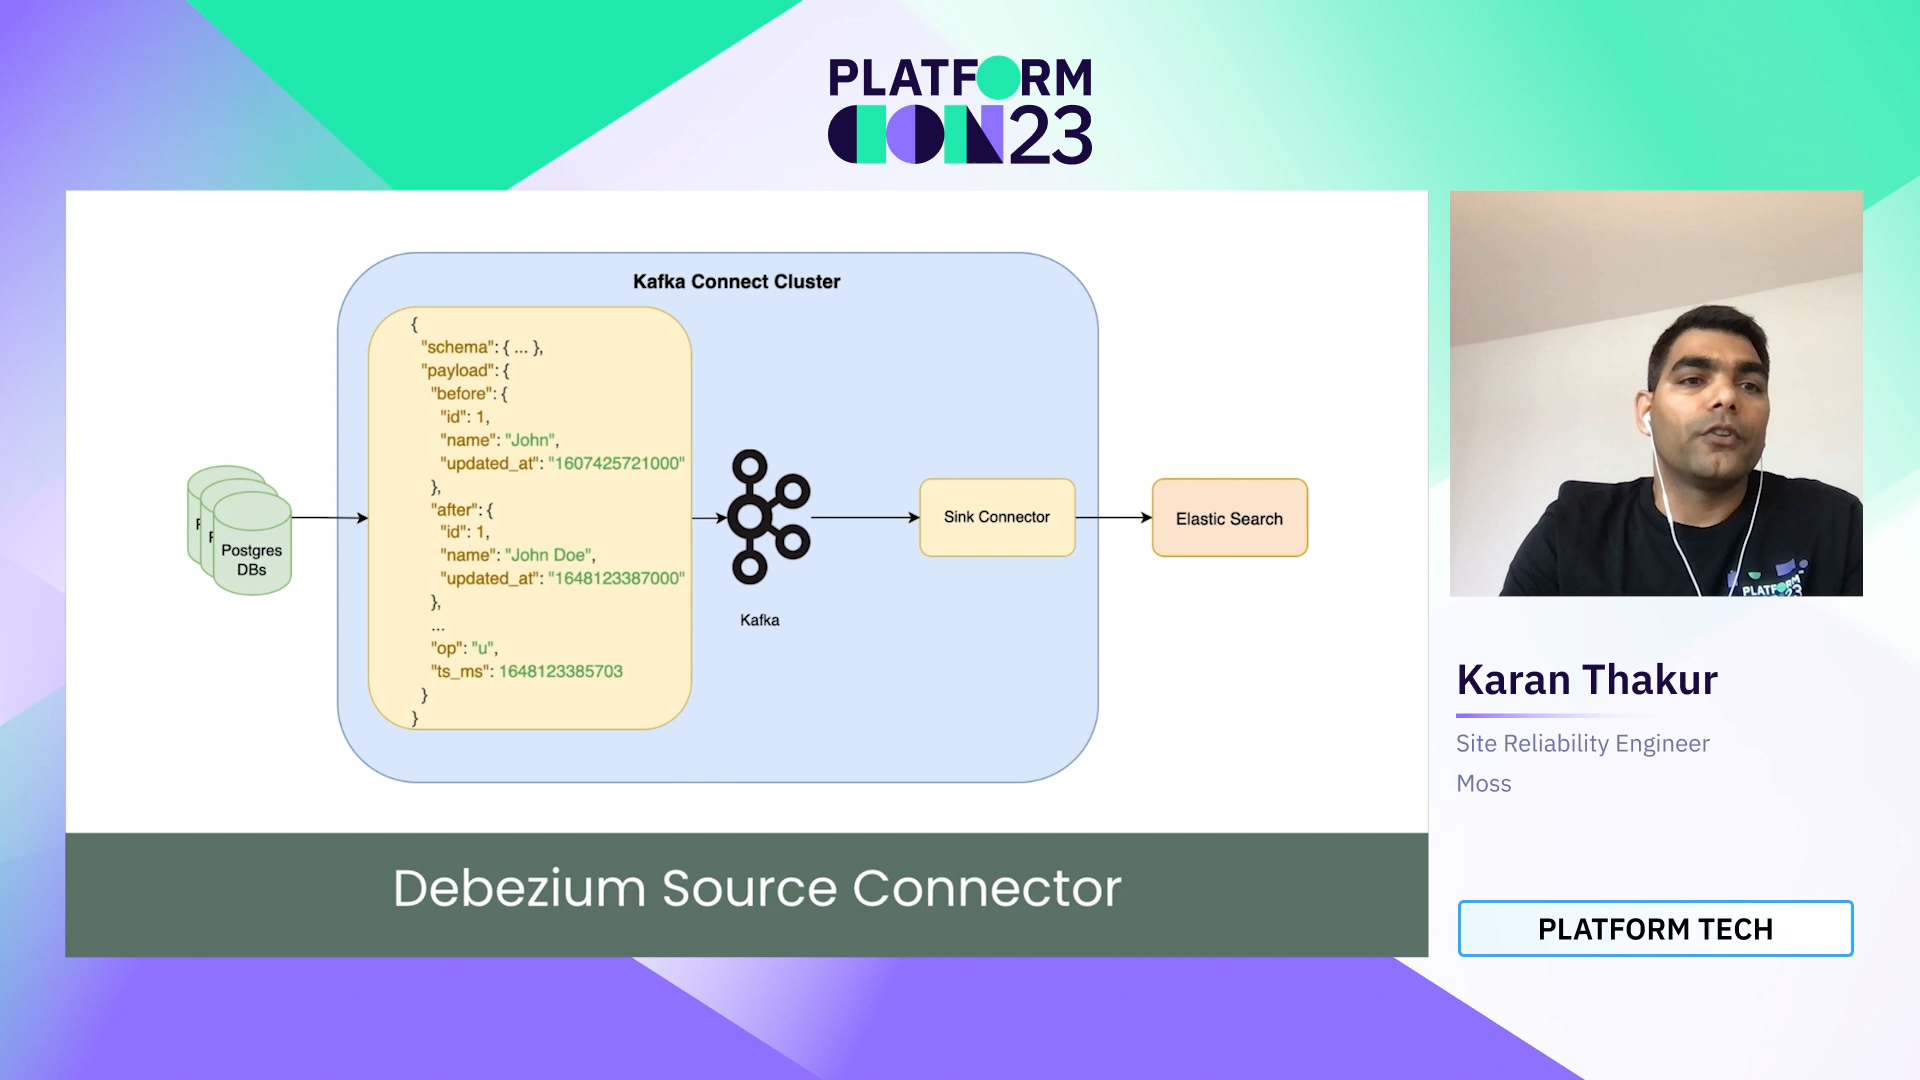 PLATFORM
CON23
Kafka Connect Cluster
{
"schema": { ... },
"payload": {
"before": {
"id": 1,
"name": "John",
"updated_at": "1607425721000"
},
"after": {
"id": 1,
"name": "John Doe",
"updated_at": "1648123387000"
},
...
"op": "u",
"ts_ms": 1648123385703
}
}
Postgres
DBs
Kafka
Sink Connector
Elastic Search
Debezium Source Connector
PLATFORM
23
Karan Thakur
Site Reliability Engineer
Moss
PLATFORM TECH